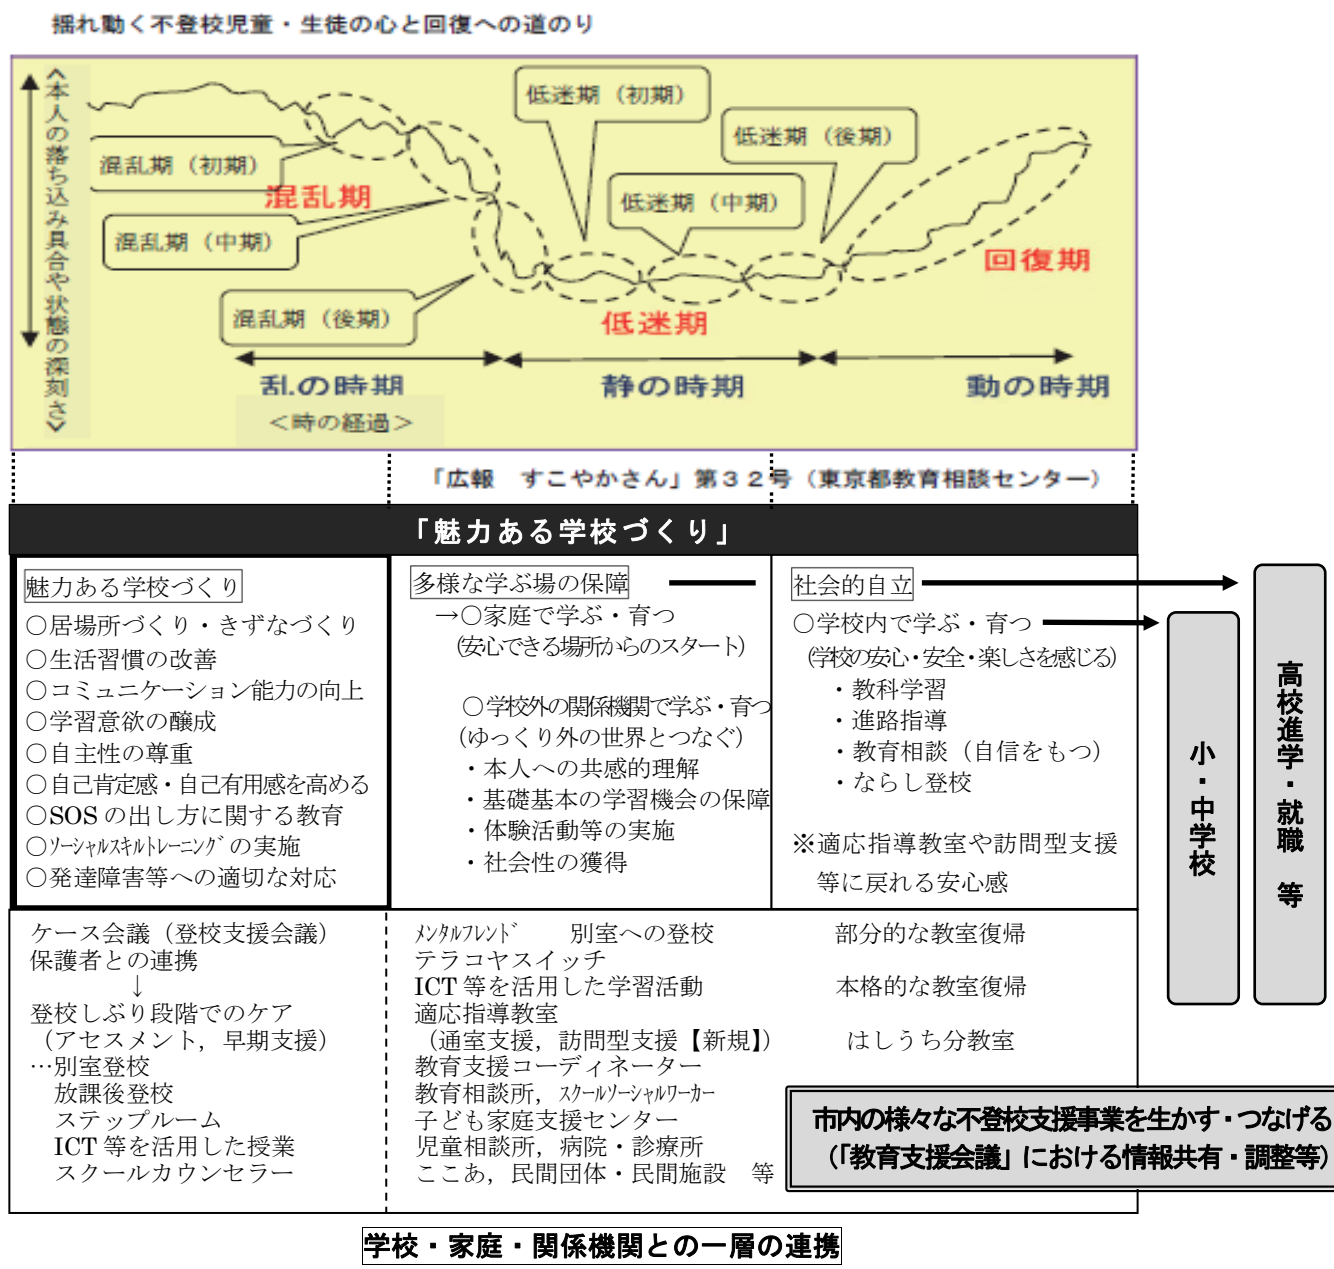 揺れ動く不登校児童・生徒の心と回復への道のり
<本人の落ち込み具合や状態の深刻さ>
低迷期（初期）
低迷期（後期）
混乱期（初期）
混乱期
低迷期（中期）
混乱期（中期）
回復期
混乱期（後期）
低迷期
乱の時期
静の時期
動の時期
＜時の経過＞
「広報　すこやかさん」第３２号（東京都教育相談センター）
「魅力ある学校づくり」
魅力ある学校づくり
○居場所づくり・きずなづくり
○生活習慣の改善
○コミュニケーション能力の向上
○学習意欲の醸成
○自主性の尊重
○自己肯定感・自己有用感を高める
○SOS の出し方に関する教育
○ｿｰｼｬﾙｽｷﾙﾄﾚｰﾆﾝｸﾞの実施
○発達障害等への適切な対応
多様な学ぶ場の保障
→○家庭で学ぶ・育つ
(安心できる場所からのスタート)
○学校外の関係機関で学ぶ・育つ
(ゆっくり外の世界とつなぐ)
・本人への共感的理解
・基礎基本の学習機会の保障
・体験活動等の実施
・社会性の獲得
社会的自立
○学校内で学ぶ・育つ
(学校の安心・安全・楽しさを感じる)
・教科学習
・進路指導
・教育相談（自信をもつ）
・ならし登校
※適応指導教室や訪問型支援
等に戻れる安心感
小・中学校
高校進学・就職　等
ケース会議（登校支援会議）
保護者との連携
↓
登校しぶり段階でのケア
（アセスメント，早期支援）
…別室登校
放課後登校
ステップルーム
ICT 等を活用した授業
スクールカウンセラー
ﾒﾝﾀﾙﾌﾚﾝﾄﾞ　　別室への登校
テラコヤスイッチ
ICT 等を活用した学習活動
適応指導教室
（通室支援，訪問型支援【新規】）
教育支援コーディネーター
教育相談所，ｽｸｰﾙｿｰｼｬﾙﾜｰｶｰ
子ども家庭支援センター
児童相談所，病院・診療所
ここあ，民間団体・民間施設　等
部分的な教室復帰
本格的な教室復帰
はしうち分教室
市内の様々な不登校支援事業を生かす・つなげる
（「教育支援会議」における情報共有・調整等）
学校・家庭・関係機関との一層の連携